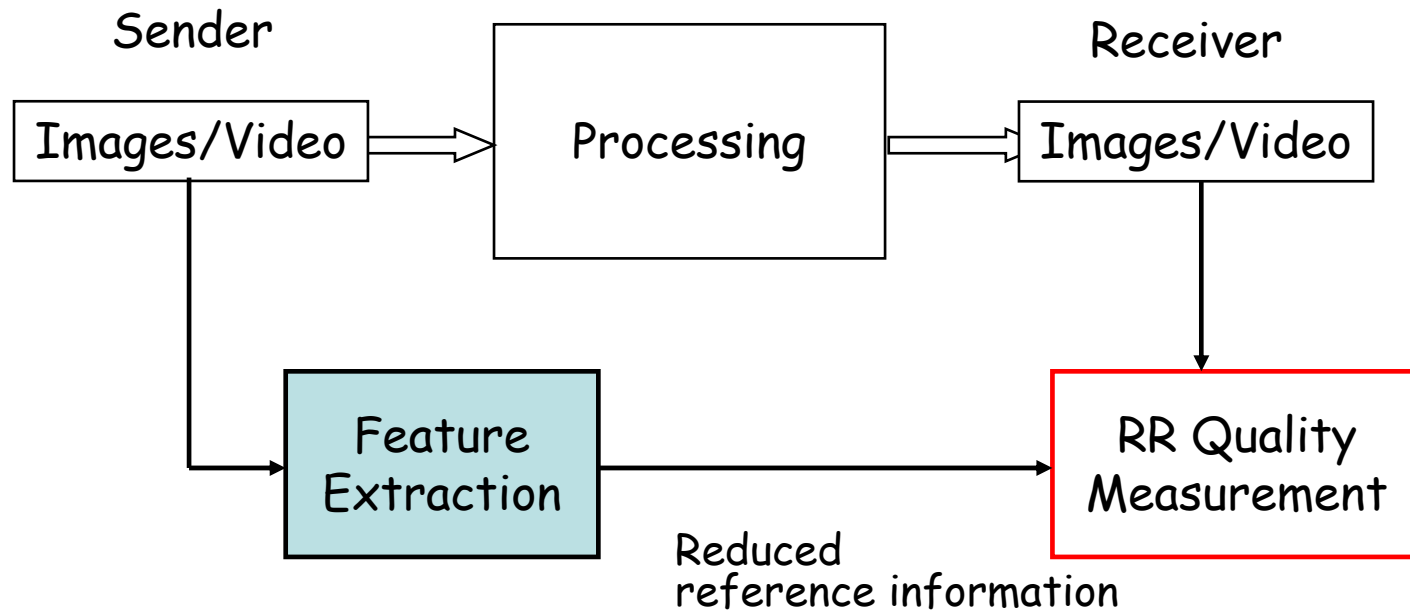 Sender
Receiver
Images/Video
Processing
Images/Video
Feature
Extraction
RR Quality
Measurement
Reduced
reference information